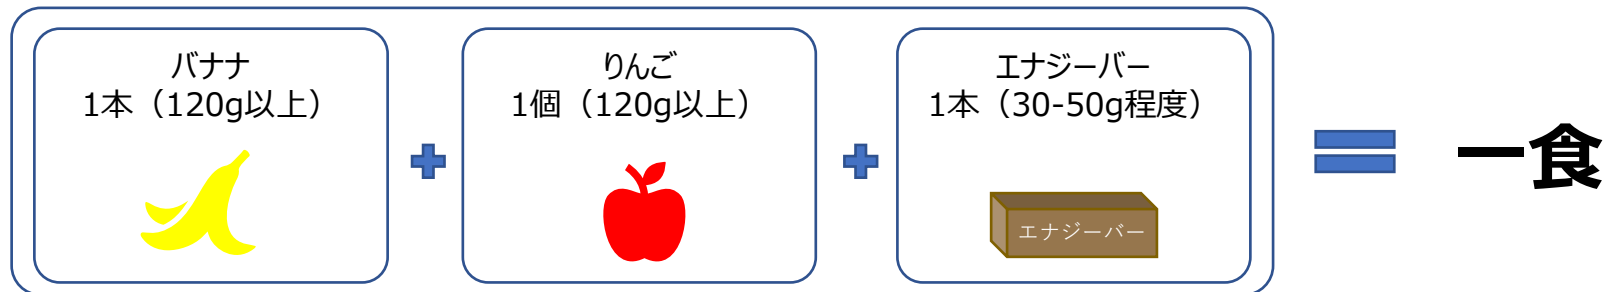 バナナ
1本（120g以上）
りんご
1個（120g以上）
エナジーバー
1本（30-50g程度）
エナジーバー
一食